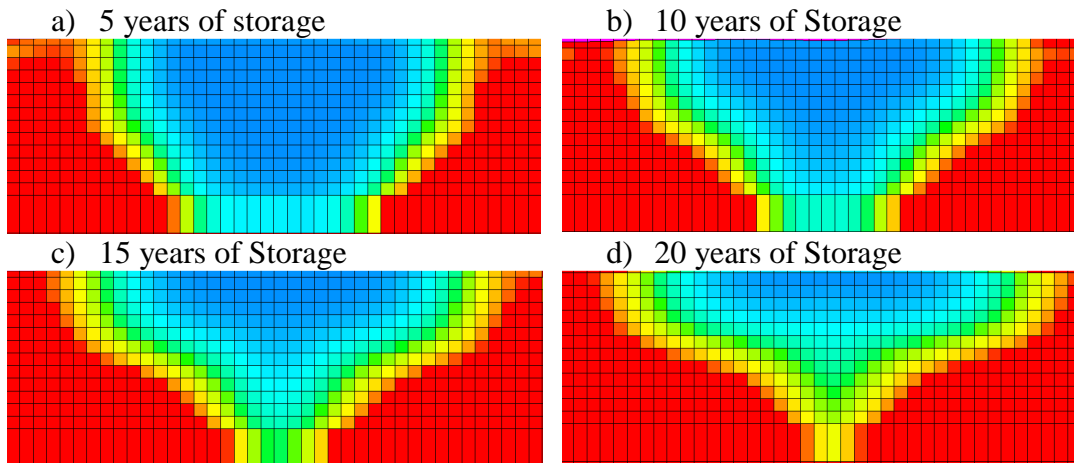 a) 5 years of storage
b) 10 years of Storage
c) 15 years of Storage
d) 20 years of Storage